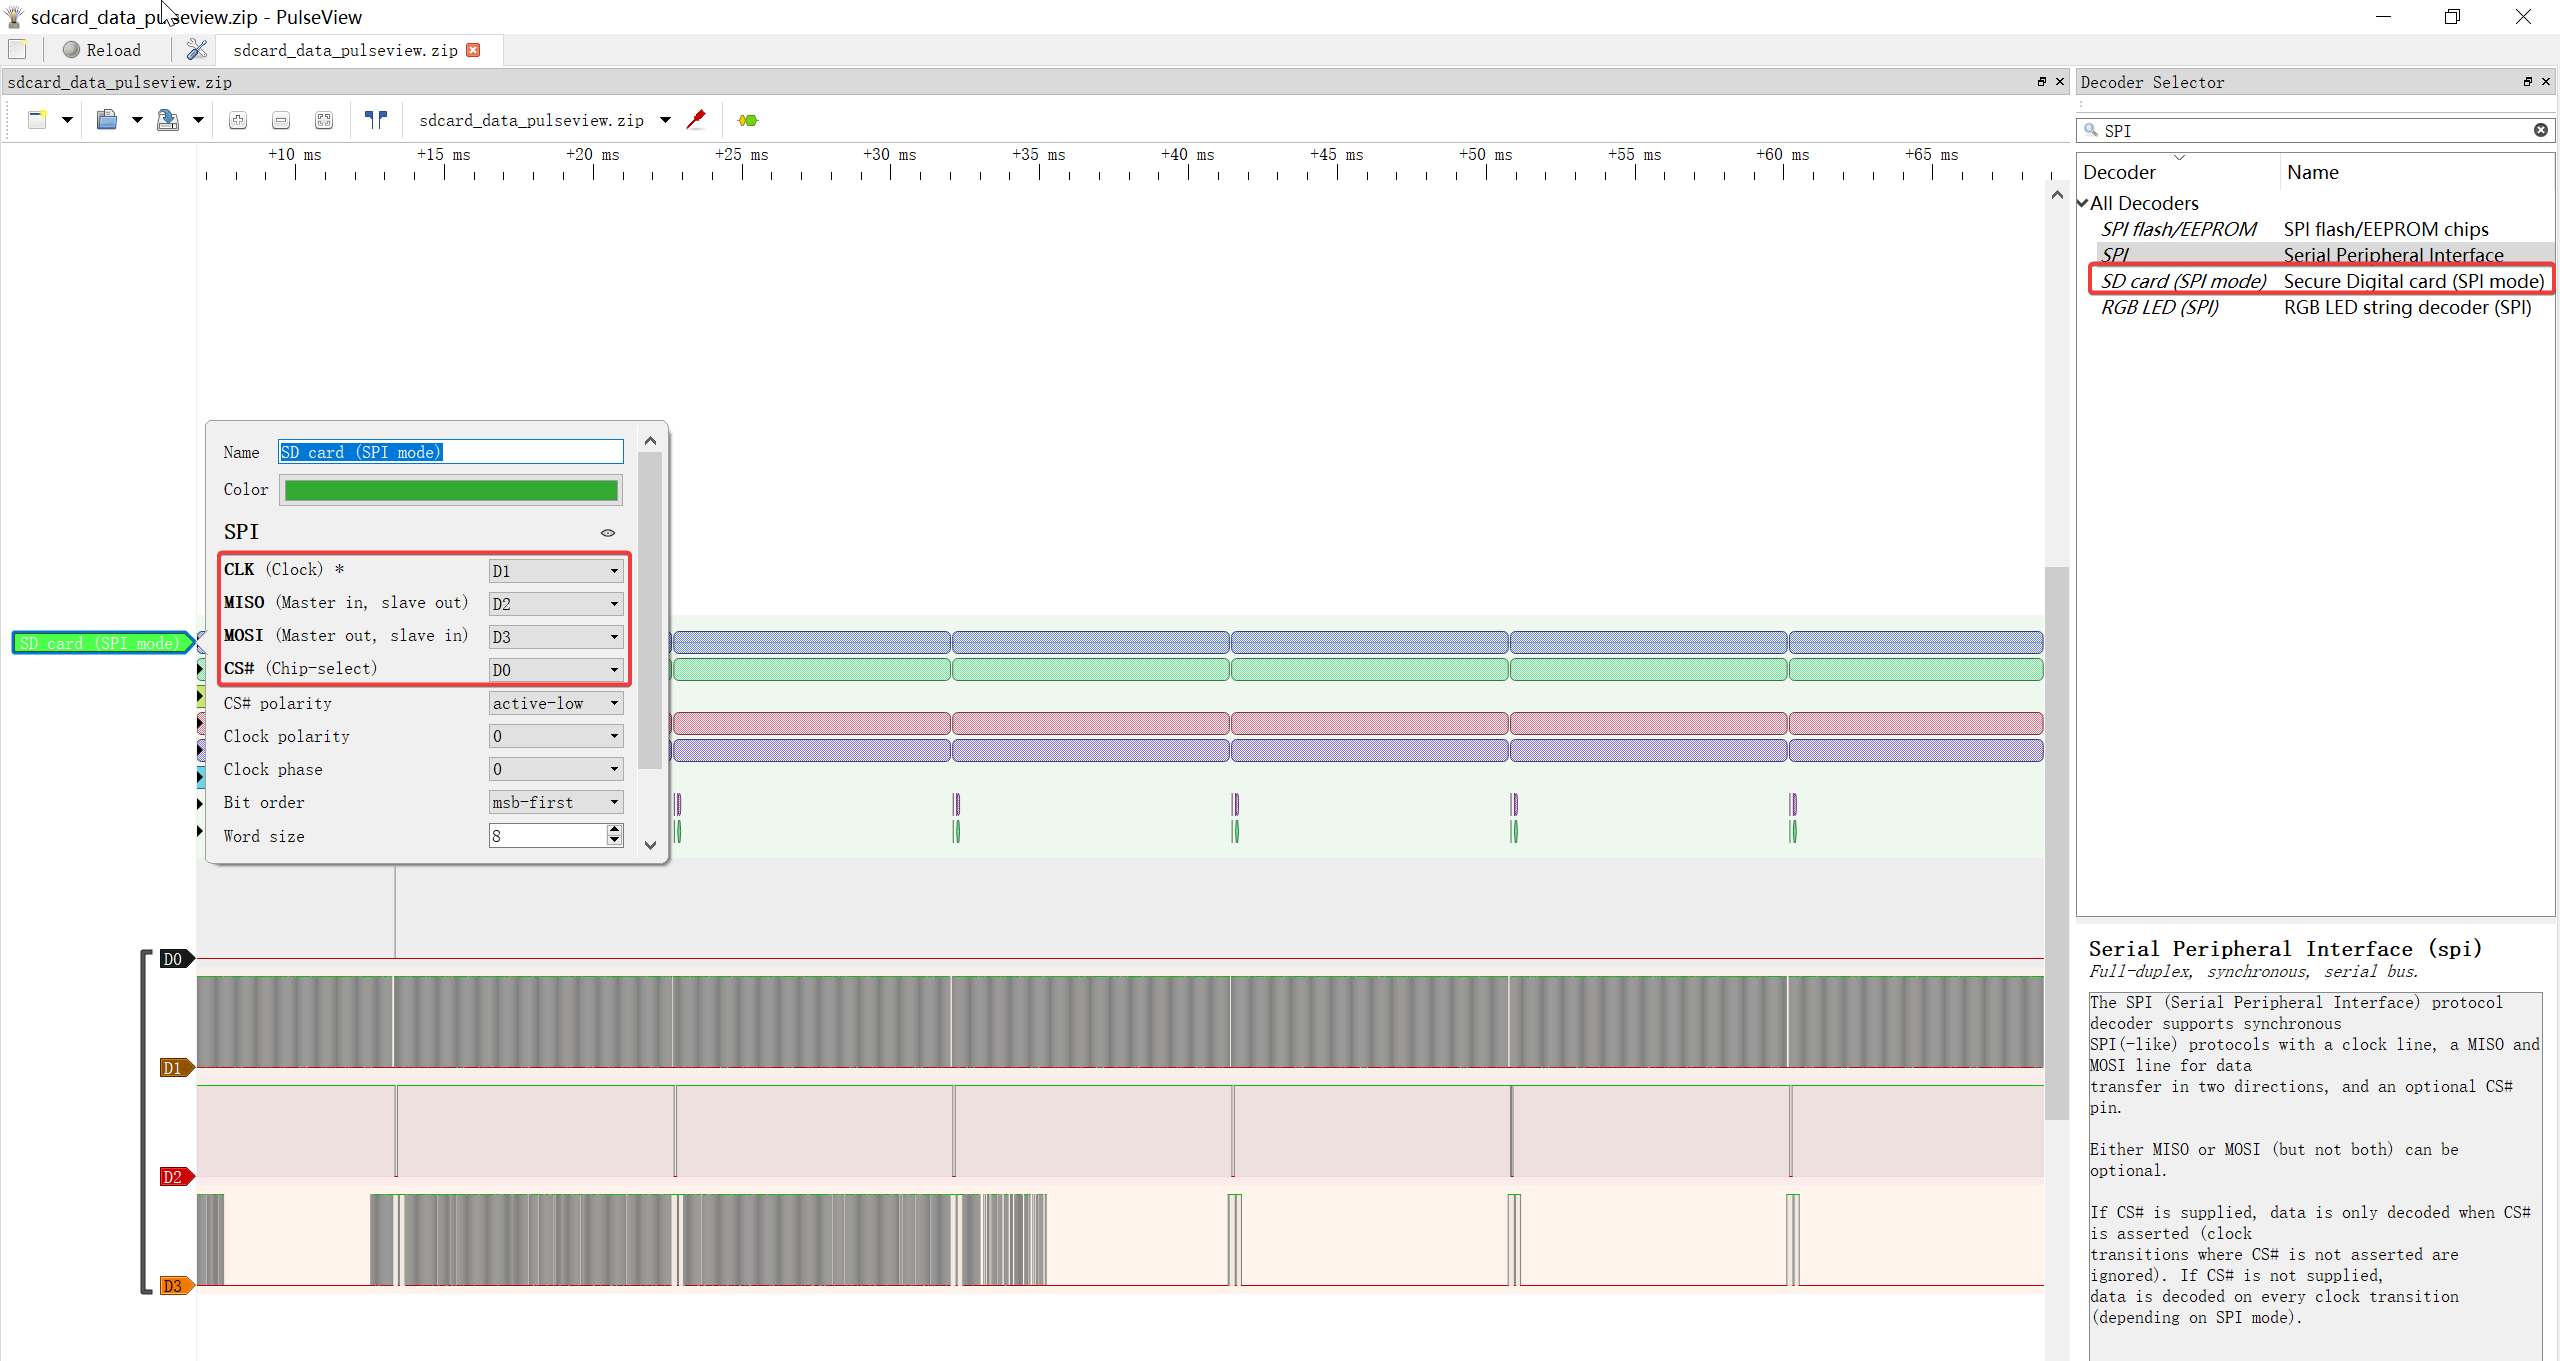 sdcard_data_pulseview.zip - PulseView
Reload
sdcard_data_pulseview.zip
sdcard_data_pulseview.zip
sdcard_data_pulseview.zip
+10 ms +15 ms +20 ms +25 ms +30 ms +35 ms +40 ms +45 ms +50 ms +55 ms +60 ms +65 ms
Name SD card (SPI mode)
Color
SPI
CLK (Clock) * D1
MISO (Master in, slave out) D2
MOSI (Master out, slave in) D3
CS# (Chip-select) D0
CS# polarity active-low
Clock polarity 0
Clock phase 0
Bit order msb-first
Word size 8
SD card (SPI mode)
D0
D1
D2
D3
Decoder Selector
SPI
Decoder Name
All Decoders
SPI flash/EEPROM SPI flash/EEPROM chips
SPI Serial Peripheral Interface
SD card (SPI mode) Secure Digital card (SPI mode)
RGB LED (SPI) RGB LED string decoder (SPI)
Serial Peripheral Interface (spi)
Full-duplex, synchronous, serial bus.
The SPI (Serial Peripheral Interface) protocol
decoder supports synchronous
SPI(-like) protocols with a clock line, a MISO and
MOSI line for data
transfer in two directions, and an optional CS#
pin.
Either MISO or MOSI (but not both) can be
optional.
If CS# is supplied, data is only decoded when CS#
is asserted (clock
transitions where CS# is not asserted are
ignored). If CS# is not supplied,
data is decoded on every clock transition
(depending on SPI mode).